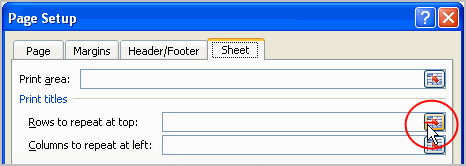 Page Setup
Page Margins Header/Footer Sheet
Print area:
Print titles
Rows to repeat at top:
Columns to repeat at left: